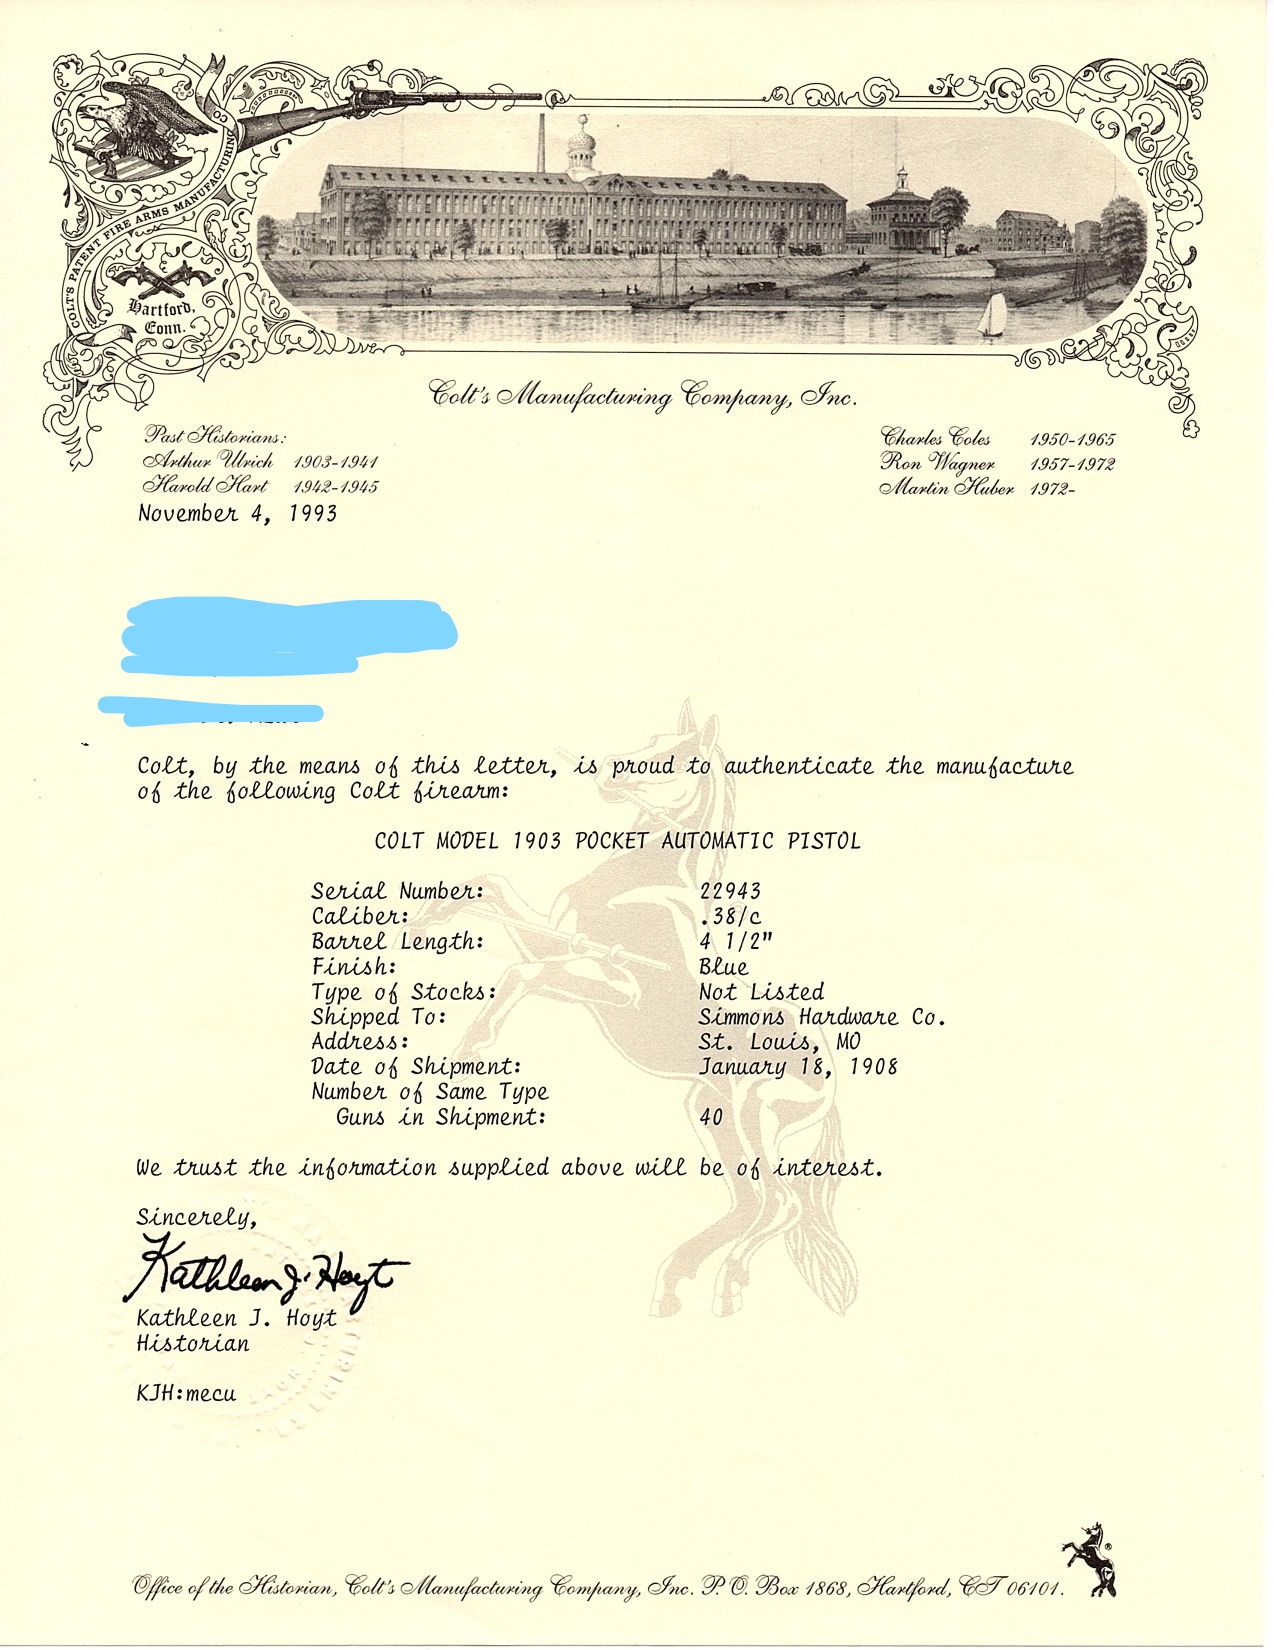 COLT'S PATENT FIRE ARMS MANUFACTURING CO
Hartford,
Conn.
Colt's Manufacturing Company, Inc.
Past Historians:
Arthur Ulrich 1903-1941
Harold Hart 1942-1945
Charles Coles 1950-1965
Ron Wagner 1957-1972
Martin Huber 1972-
November 4, 1993
Colt, by the means of this letter, is proud to authenticate the manufacture
of the following Colt firearm:
COLT MODEL 1903 POCKET AUTOMATIC PISTOL
Serial Number: 22943
Caliber: .38/c
Barrel Length: 4 1/2"
Finish: Blue
Type of Stocks: Not Listed
Shipped To: Simmons Hardware Co.
Address: St. Louis, MO
Date of Shipment: January 18, 1908
Number of Same Type
Guns in Shipment: 40
We trust the information supplied above will be of interest.
Sincerely,
Kathleen J. Hoyt
Kathleen J. Hoyt
Historian
KJH:mecu
Office of the Historian, Colt's Manufacturing Company, Inc. P.O. Box 1868, Hartford, CT 06101.
®